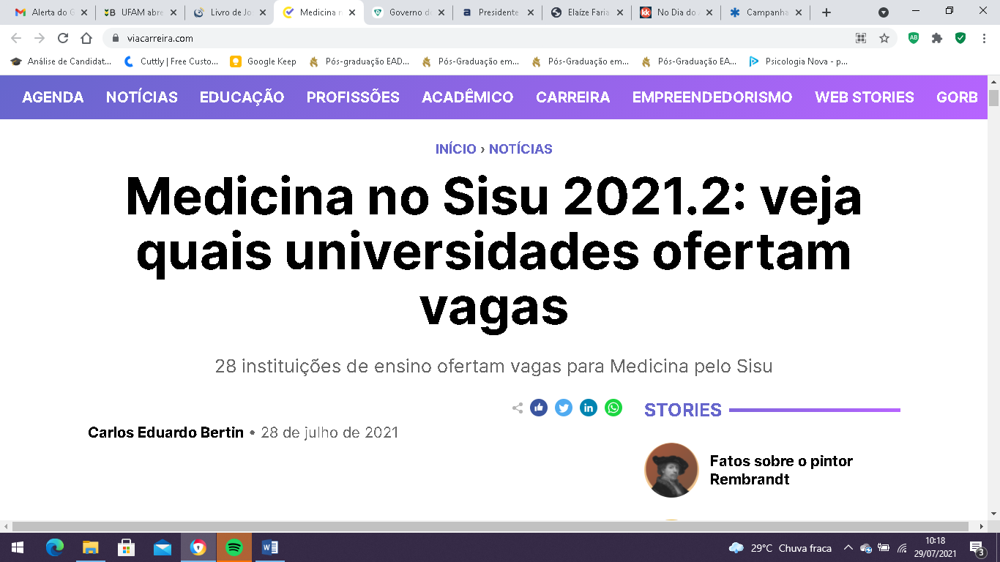 Alerta do G
UFAM abre
Livro de Jo
Medicina n
Governo d
Presidente
Elaíze Faria
No Dia do
Campanha
viacarreira.com
Análise de Candidat...
Cuttly | Free Custo...
Google Keep
Pós-graduação EAD...
Pós-Graduação em...
Pós-Graduação em...
Pós-Graduação EA...
Psicologia Nova - p...
AGENDA NOTÍCIAS EDUCAÇÃO PROFISSÕES ACADÊMICO CARREIRA EMPREENDEDORISMO WEB STORIES GORB
INÍCIO › NOTÍCIAS
Medicina no Sisu 2021.2: veja
quais universidades ofertam
vagas
28 instituições de ensino ofertam vagas para Medicina pelo Sisu
STORIES
Carlos Eduardo Bertin • 28 de julho de 2021
Fatos sobre o pintor
Rembrandt
29°C Chuva fraca
10:18
29/07/2021
3